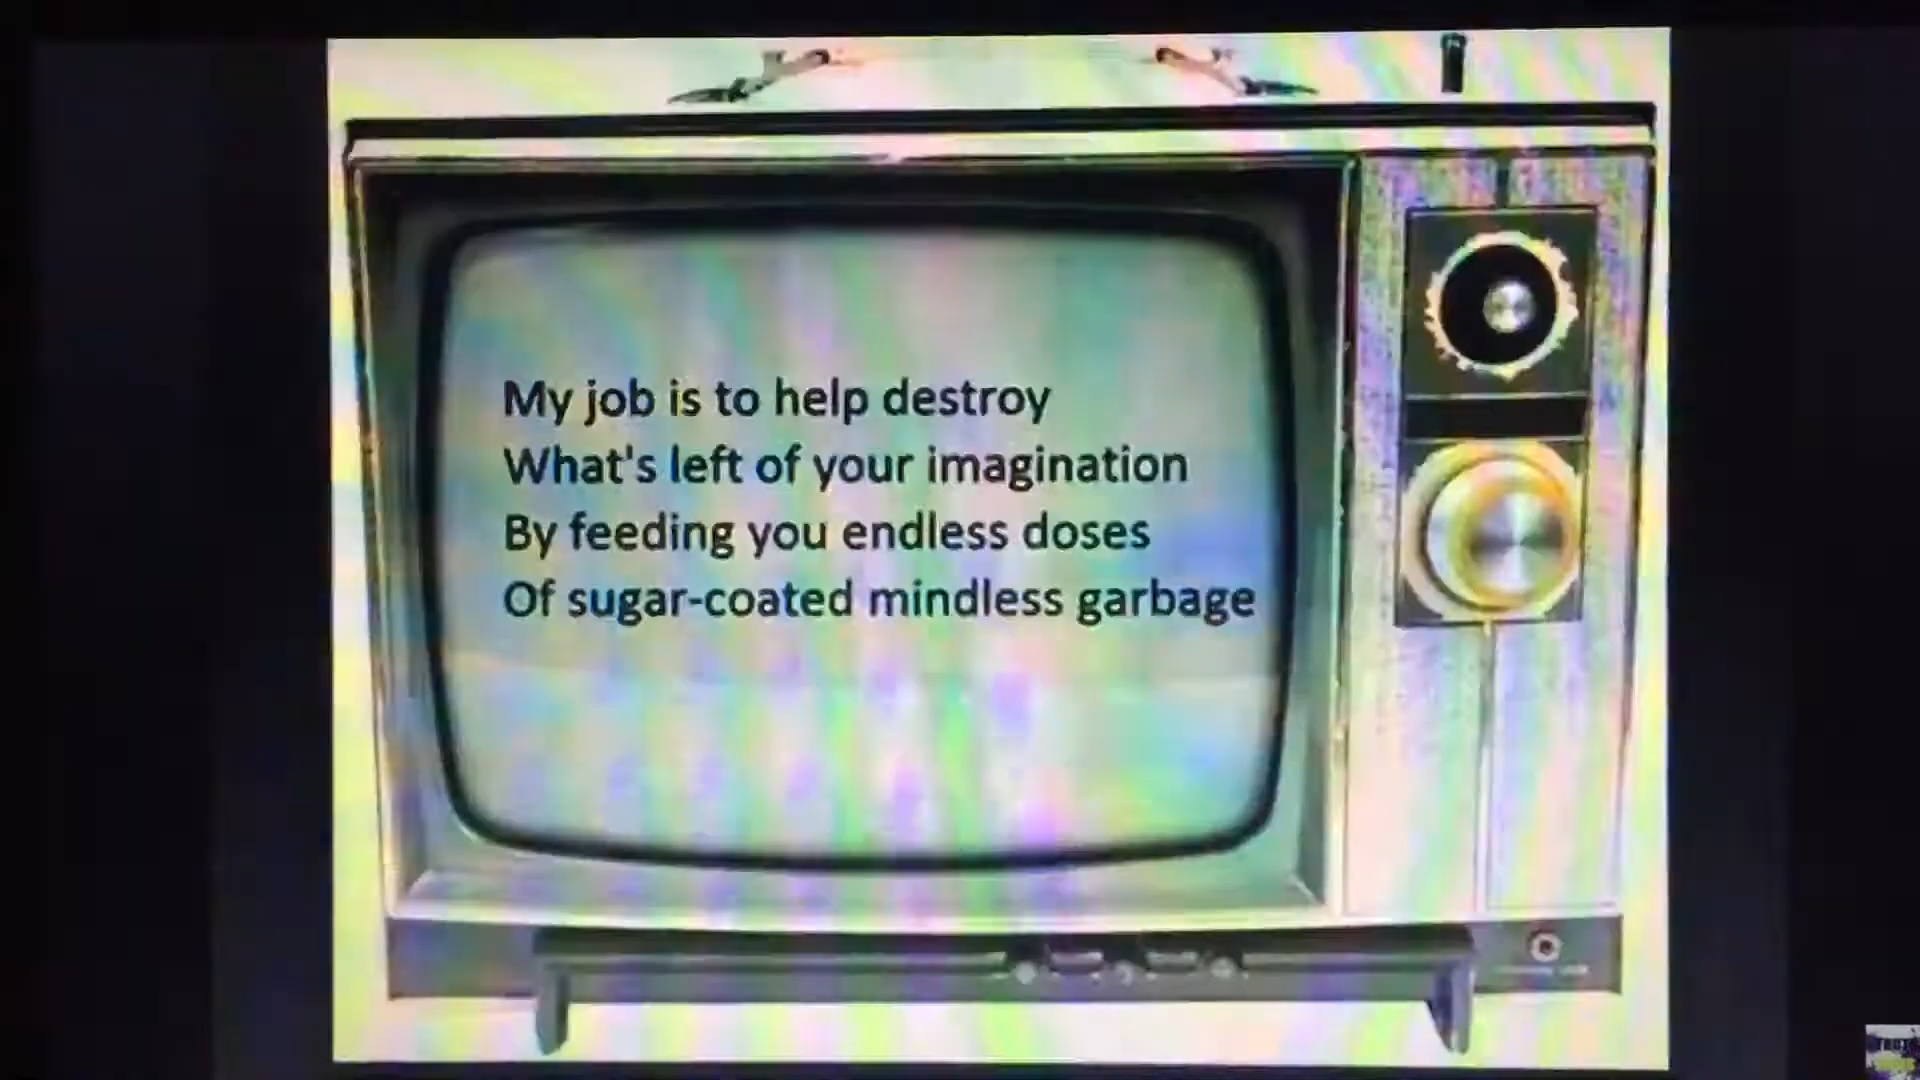 My job is to help destroy
What's left of your imagination
By feeding you endless doses
Of sugar-coated mindless garbage